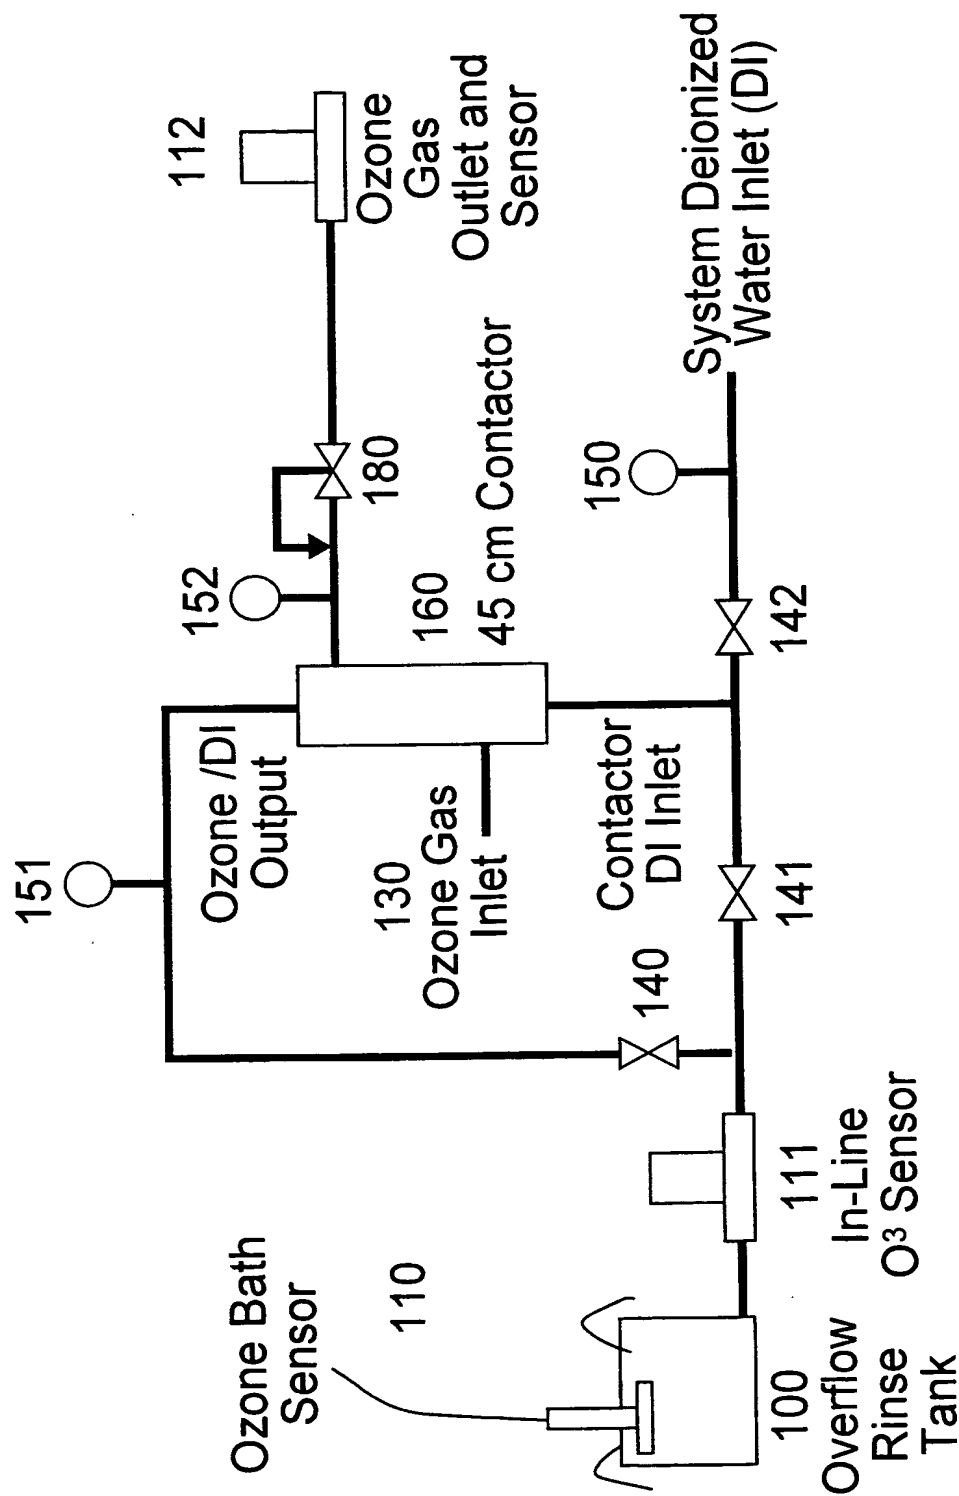 151
Ozone /DI
Output
152
112
Ozone
Gas
Outlet and
Sensor
180
160
45 cm Contactor
130
Ozone Gas
Inlet
Contactor
DI Inlet
150
System Deionized
Water Inlet (DI)
142
141
140
Ozone Bath
Sensor
110
111
In-Line
O³ Sensor
100
Overflow
Rinse
Tank